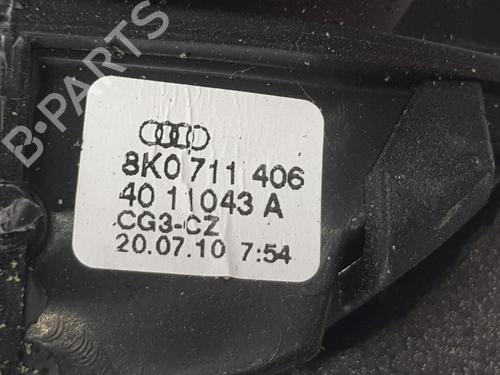 B-PARTS
8K0 711 406
40 11043 A
CG3-CZ
20.07.10 7:54